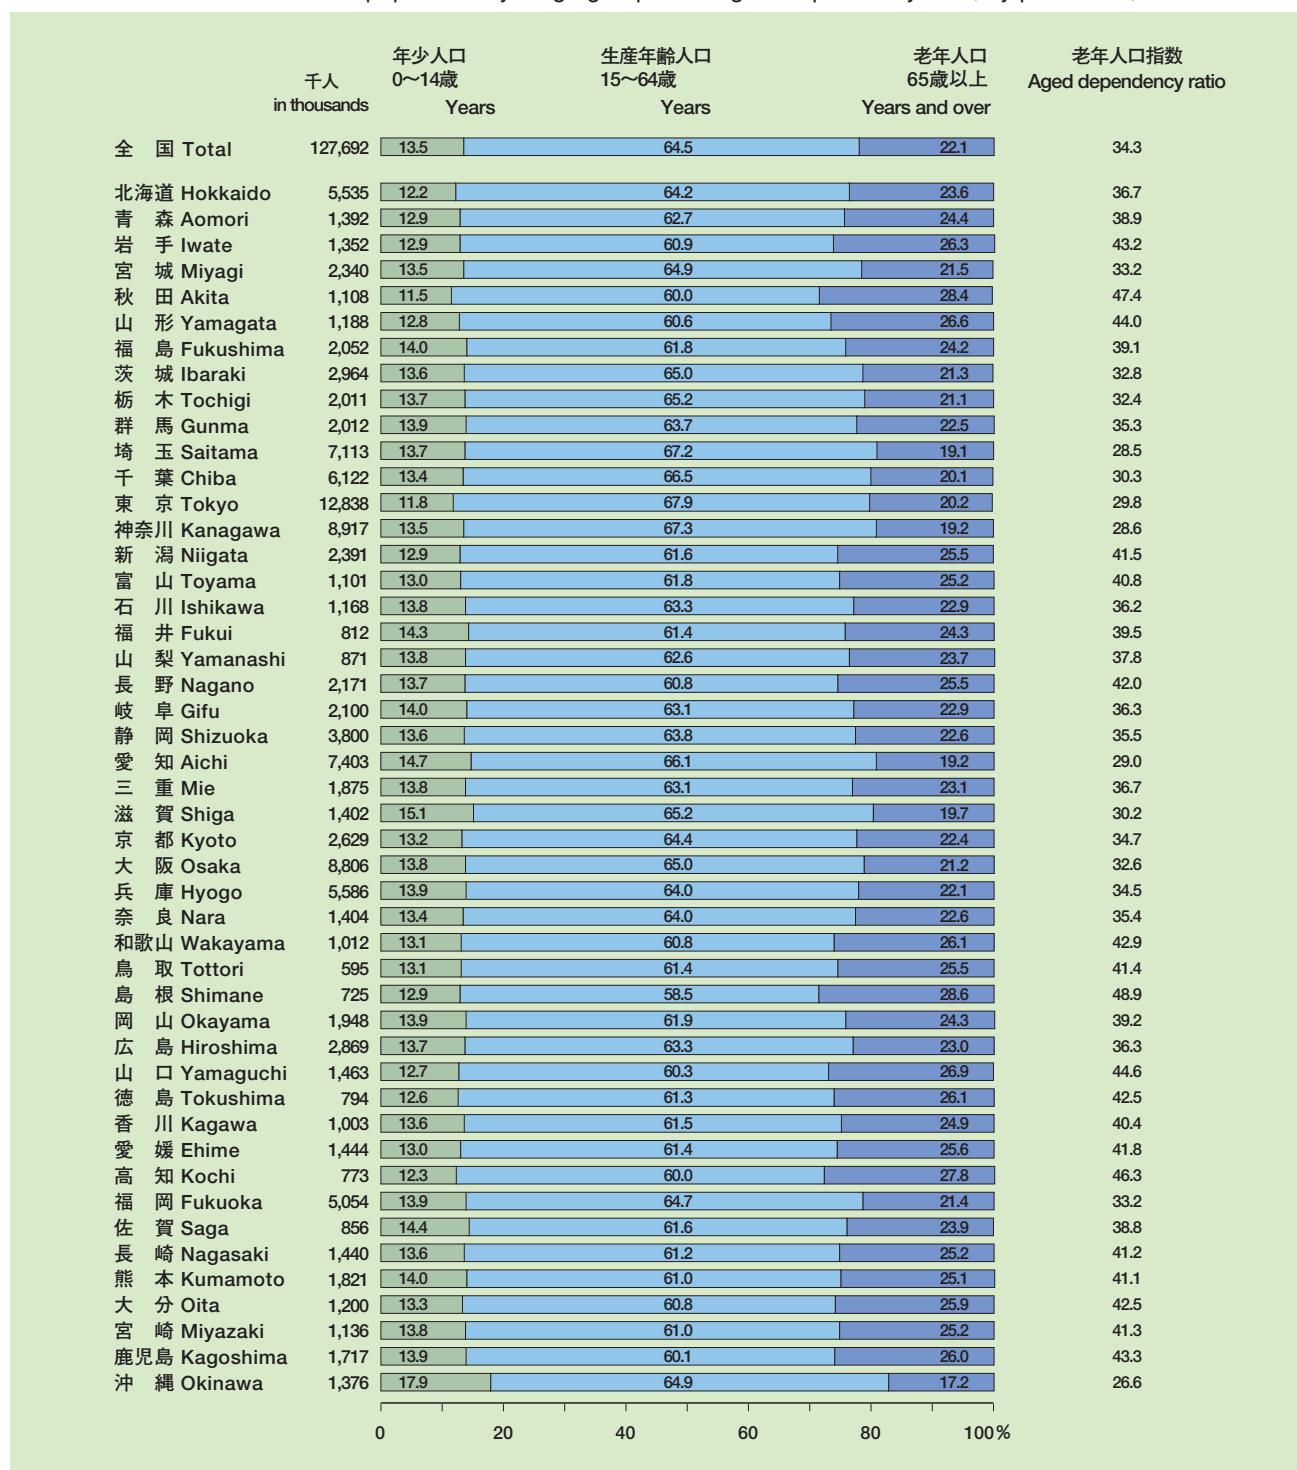 年少人口 生産年齢人口 老年人口 老年人口指数
千人 0〜14歳 15〜64歳 65歳以上 Aged dependency ratio
in thousands Years Years Years and over
全 国 Total 127,692 13.5 64.5 22.1 34.3
北海道 Hokkaido 5,535 12.2 64.2 23.6 36.7
青 森 Aomori 1,392 12.9 62.7 24.4 38.9
岩 手 Iwate 1,352 12.9 60.9 26.3 43.2
宮 城 Miyagi 2,340 13.5 64.9 21.5 33.2
秋 田 Akita 1,108 11.5 60.0 28.4 47.4
山 形 Yamagata 1,188 12.8 60.6 26.6 44.0
福 島 Fukushima 2,052 14.0 61.8 24.2 39.1
茨 城 Ibaraki 2,964 13.6 65.0 21.3 32.8
栃 木 Tochigi 2,011 13.7 65.2 21.1 32.4
群 馬 Gunma 2,012 13.9 63.7 22.5 35.3
埼 玉 Saitama 7,113 13.7 67.2 19.1 28.5
千 葉 Chiba 6,122 13.4 66.5 20.1 30.3
東 京 Tokyo 12,838 11.8 67.9 20.2 29.8
神奈川 Kanagawa 8,917 13.5 67.3 19.2 28.6
新 潟 Niigata 2,391 12.9 61.6 25.5 41.5
富 山 Toyama 1,101 13.0 61.8 25.2 40.8
石 川 Ishikawa 1,168 13.8 63.3 22.9 36.2
福 井 Fukui 812 14.3 61.4 24.3 39.5
山 梨 Yamanashi 871 13.8 62.6 23.7 37.8
長 野 Nagano 2,171 13.7 60.8 25.5 42.0
岐 阜 Gifu 2,100 14.0 63.1 22.9 36.3
静 岡 Shizuoka 3,800 13.6 63.8 22.6 35.5
愛 知 Aichi 7,403 14.7 66.1 19.2 29.0
三 重 Mie 1,875 13.8 63.1 23.1 36.7
滋 賀 Shiga 1,402 15.1 65.2 19.7 30.2
京 都 Kyoto 2,629 13.2 64.4 22.4 34.7
大 阪 Osaka 8,806 13.8 65.0 21.2 32.6
兵 庫 Hyogo 5,586 13.9 64.0 22.1 34.5
奈 良 Nara 1,404 13.4 64.0 22.6 35.4
和歌山 Wakayama 1,012 13.1 60.8 26.1 42.9
鳥 取 Tottori 595 13.1 61.4 25.5 41.4
島 根 Shimane 725 12.9 58.5 28.6 48.9
岡 山 Okayama 1,948 13.9 61.9 24.3 39.2
広 島 Hiroshima 2,869 13.7 63.3 23.0 36.3
山 口 Yamaguchi 1,463 12.7 60.3 26.9 44.6
徳 島 Tokushima 794 12.6 61.3 26.1 42.5
香 川 Kagawa 1,003 13.6 61.5 24.9 40.4
愛 媛 Ehime 1,444 13.0 61.4 25.6 41.8
高 知 Kochi 773 12.3 60.0 27.8 46.3
福 岡 Fukuoka 5,054 13.9 64.7 21.4 33.2
佐 賀 Saga 856 14.4 61.6 23.9 38.8
長 崎 Nagasaki 1,440 13.6 61.2 25.2 41.2
熊 本 Kumamoto 1,821 14.0 61.0 25.1 41.1
大 分 Oita 1,200 13.3 60.8 25.9 42.5
宮 崎 Miyazaki 1,136 13.8 61.0 25.2 41.3
鹿児島 Kagoshima 1,717 13.9 60.1 26.0 43.3
沖 縄 Okinawa 1,376 17.9 64.9 17.2 26.6
0 20 40 60 80 100%